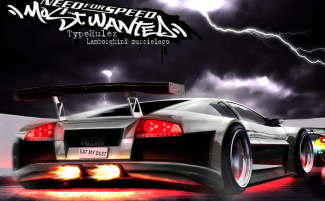 NEED FOR SPEED
MOST WANTED
TypeRulez
Lamborghini murcielago
EAT MY DUST